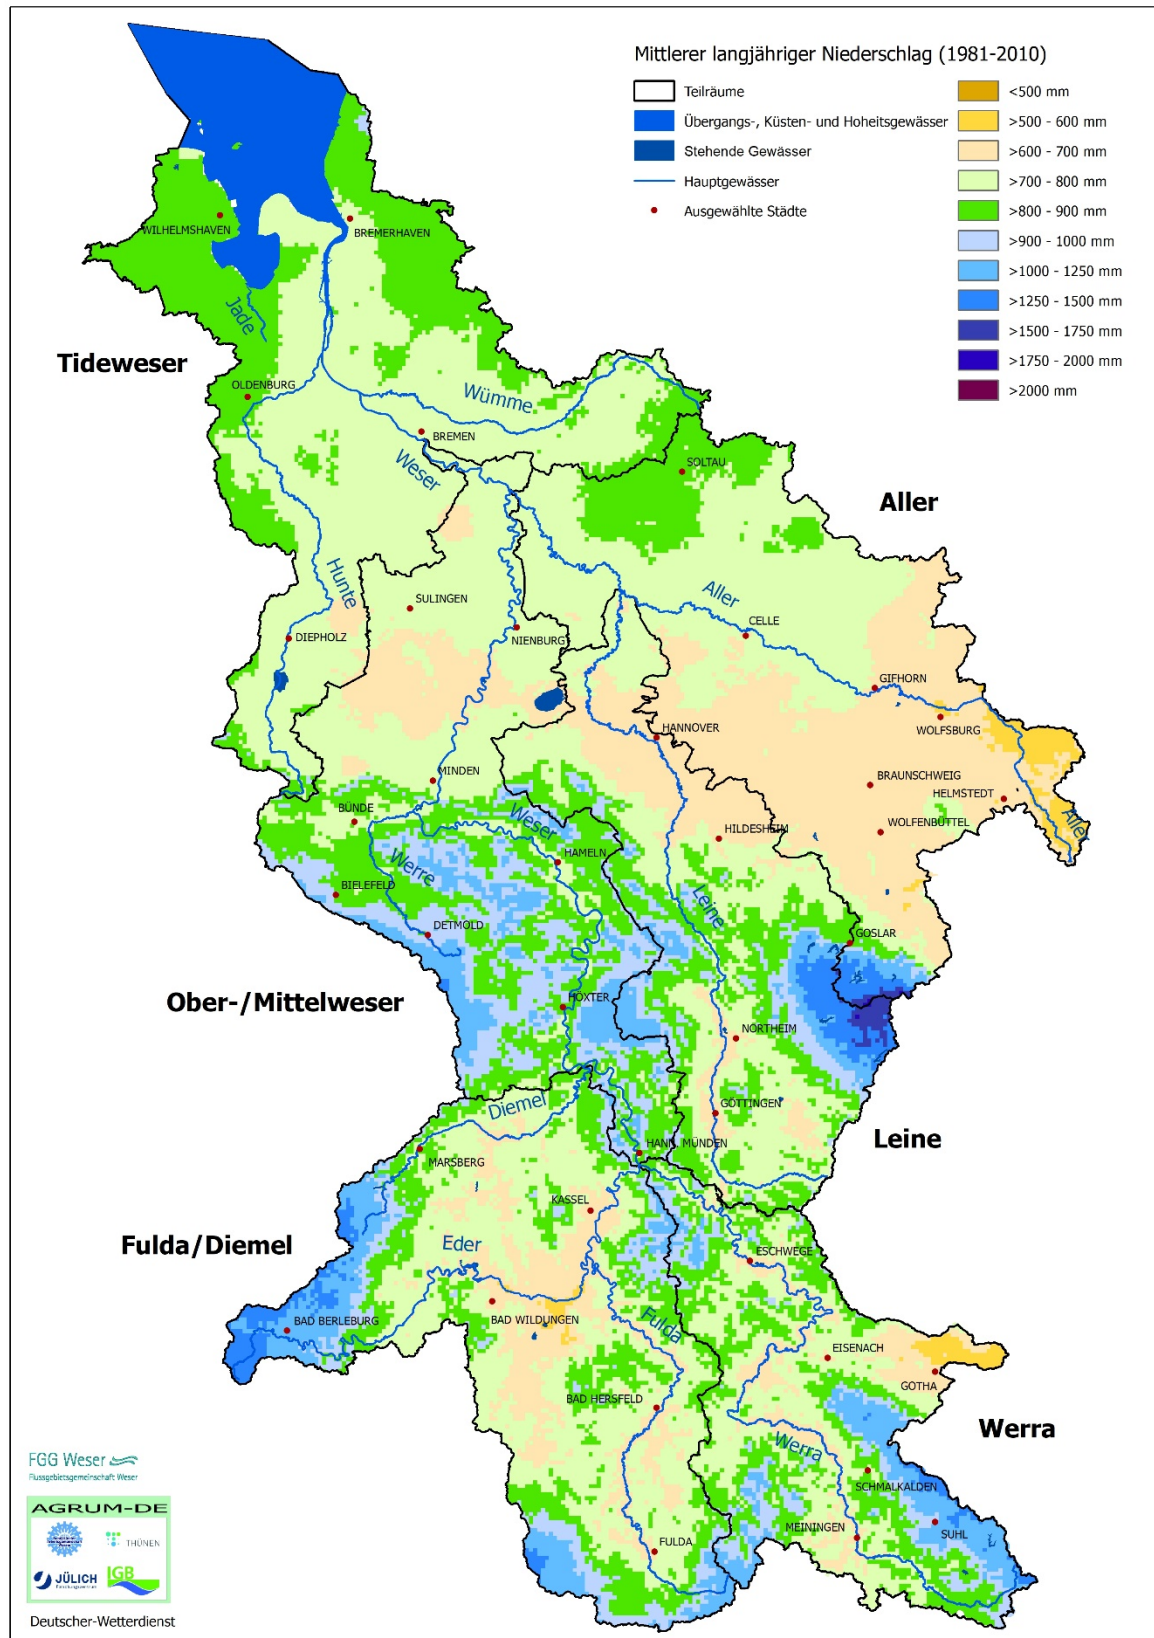 Mittlerer langjähriger Niederschlag (1981-2010)
Teilräume
Übergangs-, Küsten- und Hoheitsgewässer
Stehende Gewässer
Hauptgewässer
Ausgewählte Städte
<500 mm
>500 - 600 mm
>600 - 700 mm
>700 - 800 mm
>800 - 900 mm
>900 - 1000 mm
>1000 - 1250 mm
>1250 - 1500 mm
>1500 - 1750 mm
>1750 - 2000 mm
>2000 mm
WILHELMSHAVEN
BREMERHAVEN
Jade
Tideweser
OLDENBURG
Wümme
BREMEN
Weser
SOLTAU
Aller
Hunte
SULINGEN
NIENBURG
DIEPHOLZ
Aller
CELLE
GIFHORN
WOLFSBURG
HANNOVER
BRAUNSCHWEIG
HELMSTEDT
MINDEN
BÜNDE
Weser
HILDESHEIM
WOLFENBÜTTEL
Aller
HAMELN
Werre
BIELEFELD
Leine
DETMOLD
GOSLAR
Ober-/Mittelweser
HÖXTER
NORTHEIM
Diemel
GÖTTINGEN
HANN. MÜNDEN
Leine
MARSBERG
KASSEL
Fulda/Diemel
Eder
ESCHWEGE
BAD BERLEBURG
BAD WILDUNGEN
Fulda
EISENACH
GOTHA
BAD HERSFELD
Werra
Werra
SCHMALKALDEN
MEININGEN
SUHL
FULDA
FGG Weser
Flussgebietsgemeinschaft Weser
AGRUM-DE
THÜNEN
JÜLICH
Forschungszentrum
IGB
Deutscher-Wetterdienst